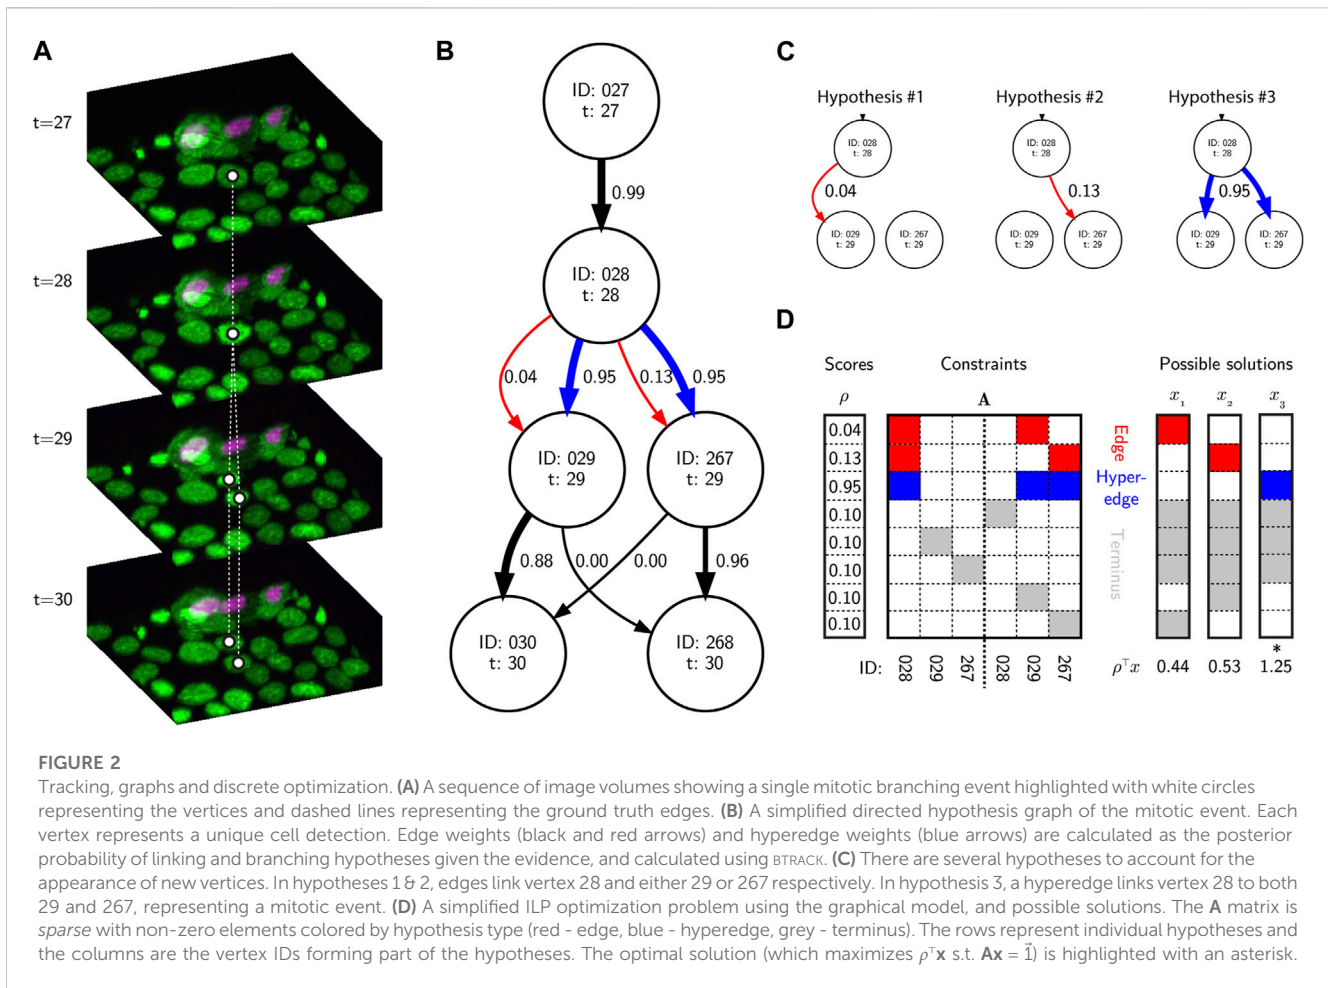 A
t=27
t=28
t=29
t=30
B
ID: 027
t: 27
0.99
ID: 028
t: 28
0.04
0.95
0.13
0.95
ID: 029
t: 29
ID: 267
t: 29
0.88
0.00
0.00
0.96
ID: 030
t: 30
ID: 268
t: 30
C
Hypothesis #1
ID: 028
t: 28
0.04
ID: 029
t: 29
ID: 267
t: 29
Hypothesis #2
ID: 028
t: 28
0.13
ID: 029
t: 29
ID: 267
t: 29
Hypothesis #3
ID: 028
t: 28
0.95
ID: 029
t: 29
ID: 267
t: 29
D
Scores
Constraints
Possible solutions
ρ
A
x₁ x₂ x₃
0.04
0.13
0.95
0.10
0.10
0.10
0.10
0.10
Edge
Hyper-
edge
Terminus
ID: 028 029 267 028 029 267
*
ρ⊤x 0.44 0.53 1.25
FIGURE 2
Tracking, graphs and discrete optimization. (A) A sequence of image volumes showing a single mitotic branching event highlighted with white circles
representing the vertices and dashed lines representing the ground truth edges. (B) A simplified directed hypothesis graph of the mitotic event. Each
vertex represents a unique cell detection. Edge weights (black and red arrows) and hyperedge weights (blue arrows) are calculated as the posterior
probability of linking and branching hypotheses given the evidence, and calculated using BTRACK. (C) There are several hypotheses to account for the
appearance of new vertices. In hypotheses 1 & 2, edges link vertex 28 and either 29 or 267 respectively. In hypothesis 3, a hyperedge links vertex 28 to both
29 and 267, representing a mitotic event. (D) A simplified ILP optimization problem using the graphical model, and possible solutions. The A matrix is
sparse with non-zero elements colored by hypothesis type (red - edge, blue - hyperedge, grey - terminus). The rows represent individual hypotheses and
the columns are the vertex IDs forming part of the hypotheses. The optimal solution (which maximizes ρ⊤x s.t. Ax = 1⃗) is highlighted with an asterisk.